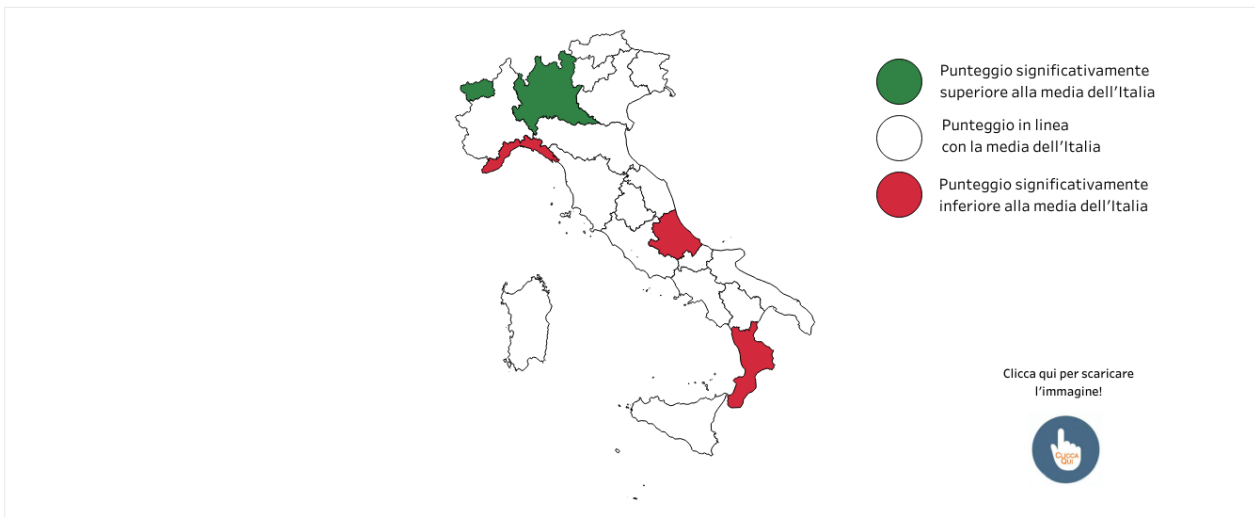 Punteggio significativamente
superiore alla media dell'Italia
Punteggio in linea
con la media dell'Italia
Punteggio significativamente
inferiore alla media dell'Italia
Clicca qui per scaricare
l'immagine!
CLICCA
QUI